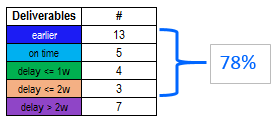 Deliverables #
earlier 13
on time 5
delay <= 1w 4
delay <= 2w 3
delay > 2w 7
78%